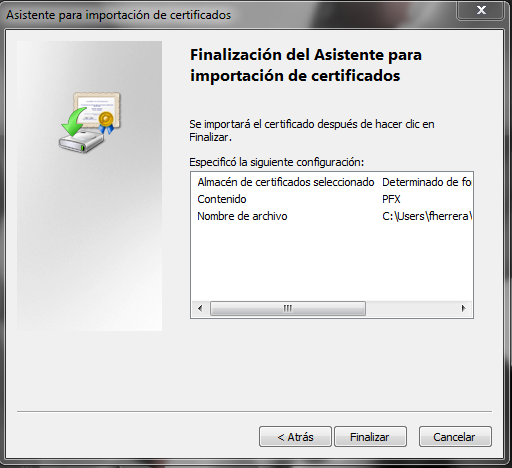 Asistente para importación de certificados
Finalización del Asistente para
importación de certificados
Se importará el certificado después de hacer clic en
Finalizar.
Especificó la siguiente configuración:
Almacén de certificados seleccionado Determinado de fo
Contenido PFX
Nombre de archivo C:\Users\fherrera\
< Atrás Finalizar Cancelar